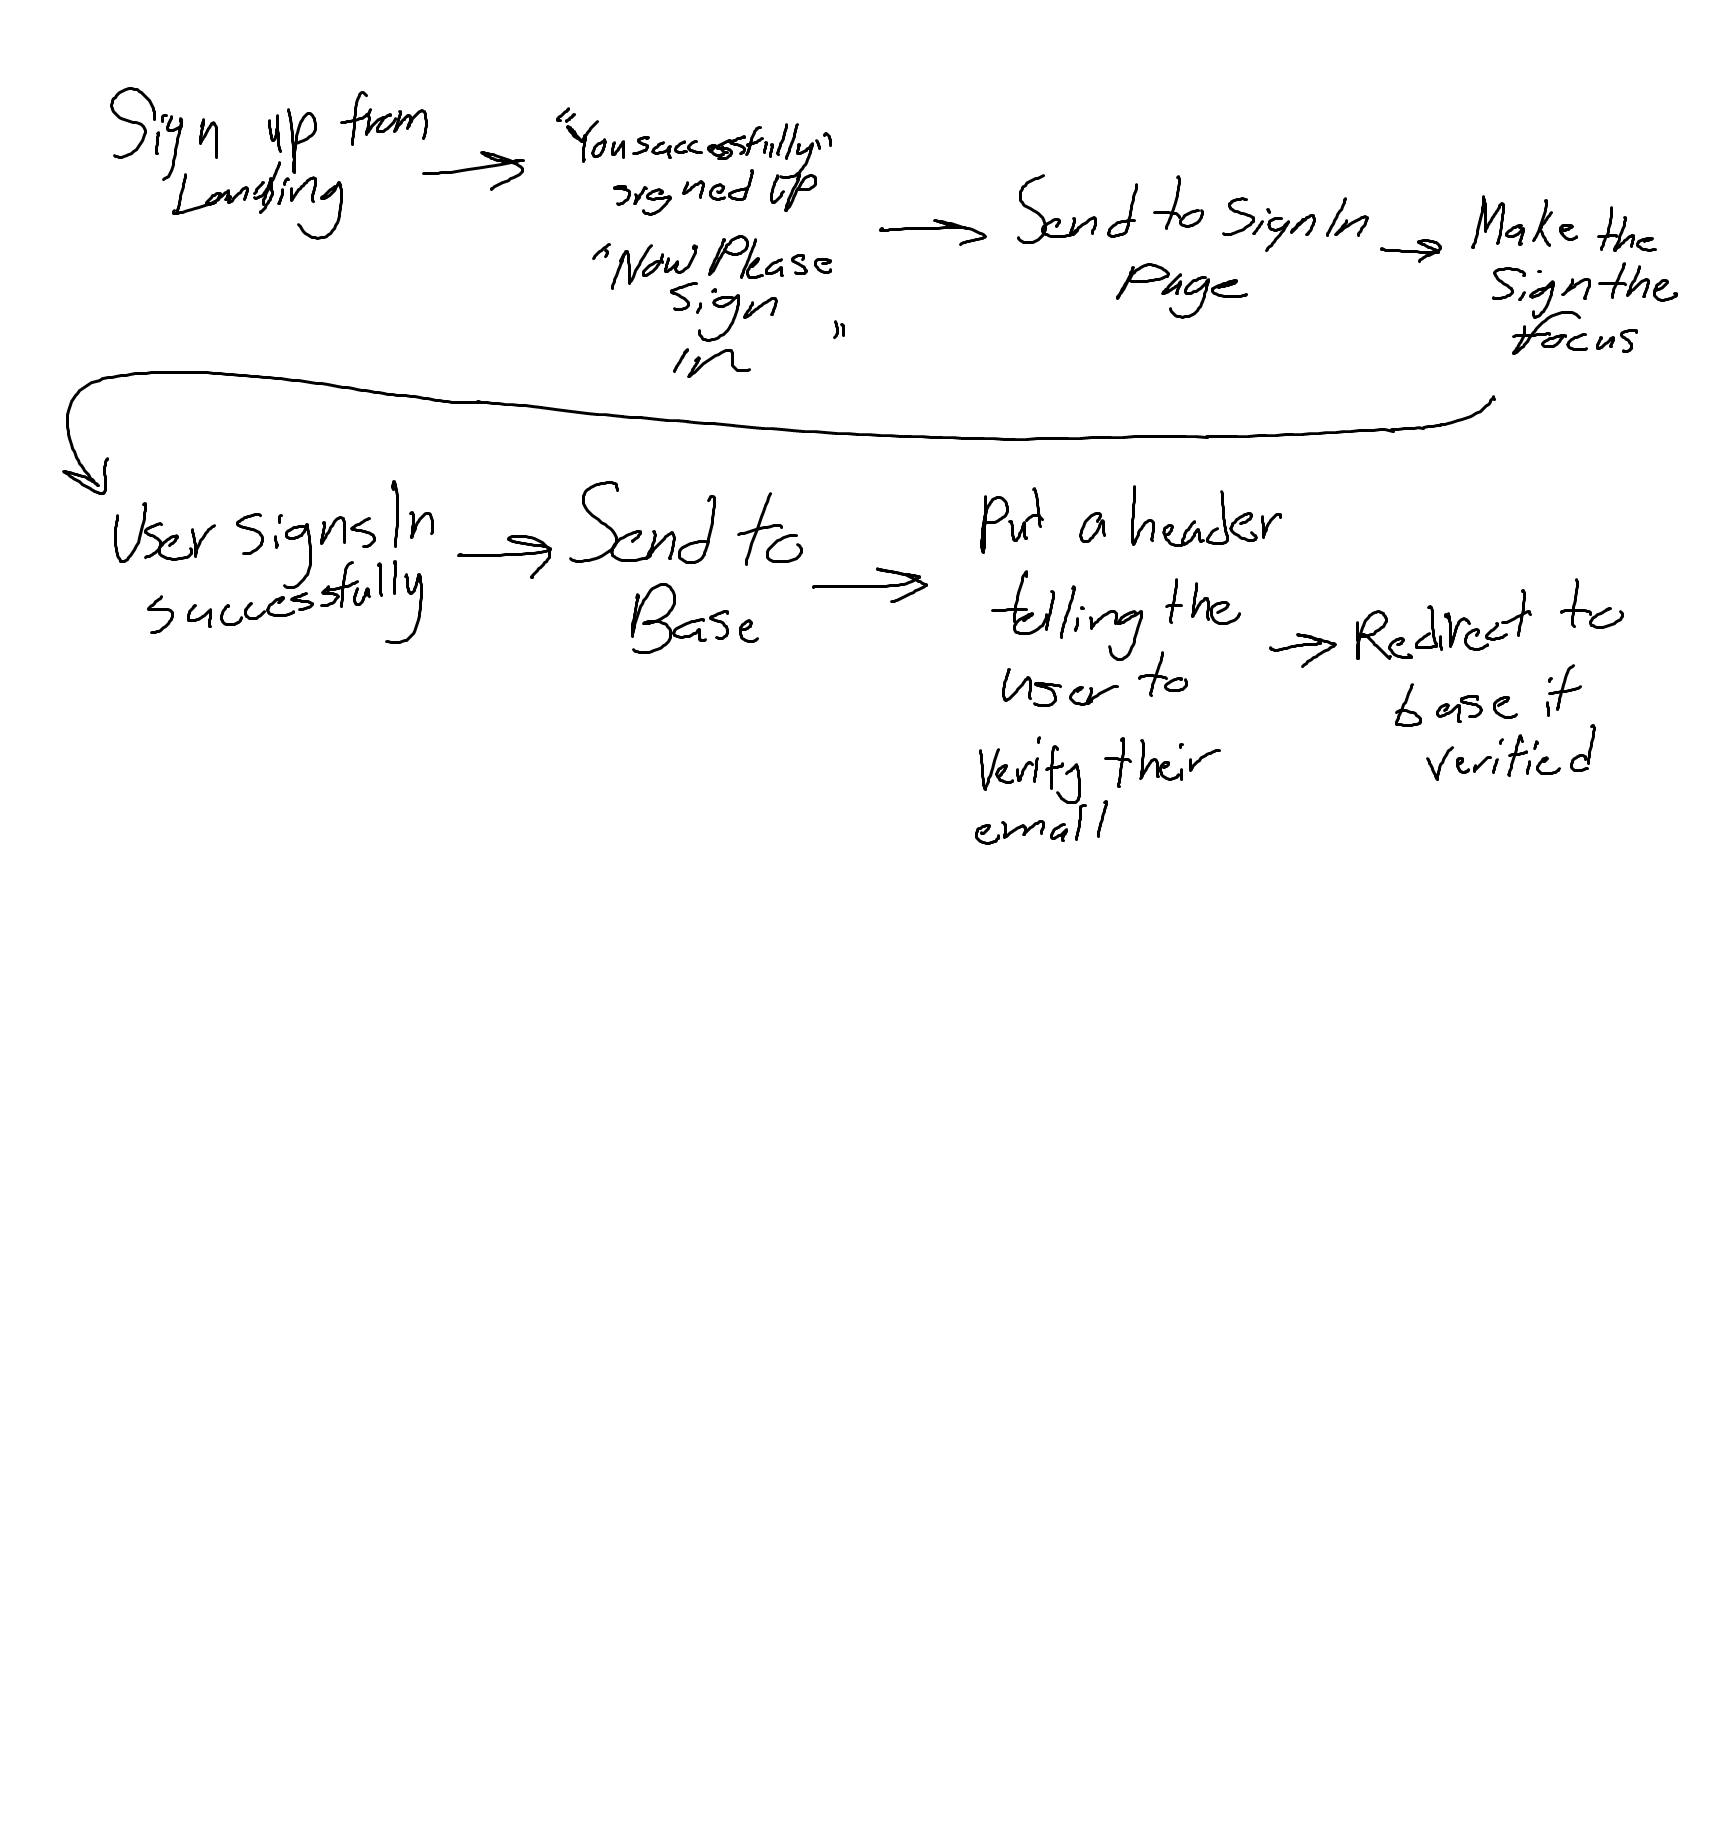 Sign up from
Landing
"You successfully"
signed up
"Now Please
sign
in "
Send to Sign In
Page
Make the
Sign the
focus
User signs In
successfully
Send to
Base
Put a header
telling the
user to
verify their
email
Redirect to
base if
verified